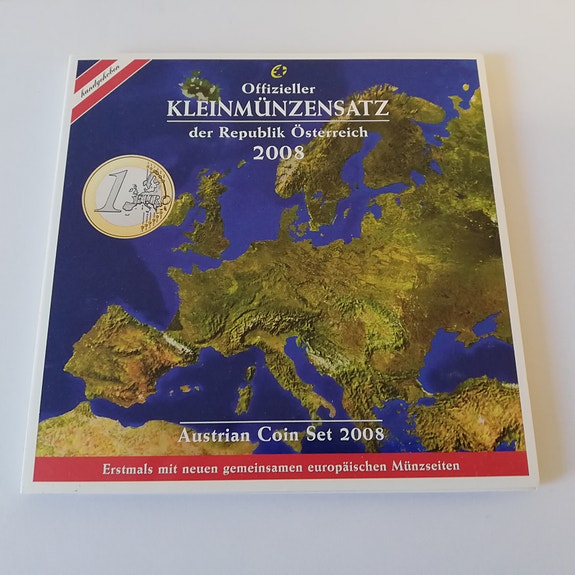 handgehoben
Offizieller
KLEINMÜNZENSATZ
der Republik Österreich
2008
1 EURO
Austrian Coin Set 2008
Erstmals mit neuen gemeinsamen europäischen Münzseiten